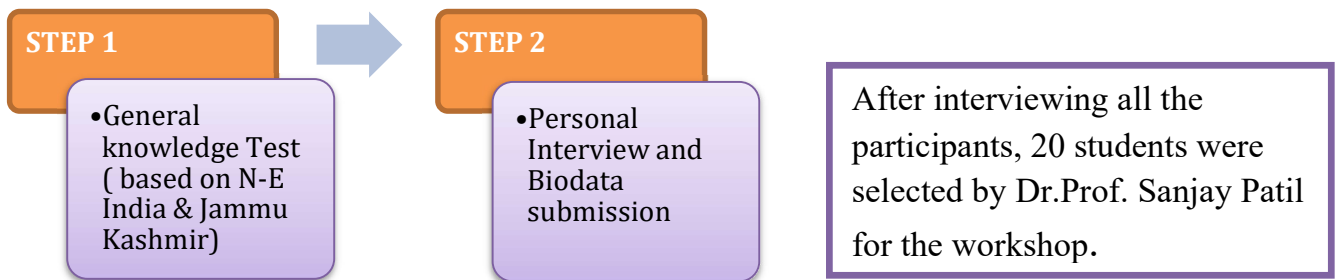 STEP 1
•General
knowledge Test
( based on N-E
India & Jammu
Kashmir)
STEP 2
•Personal
Interview and
Biodata
submission
After interviewing all the
participants, 20 students were
selected by Dr.Prof. Sanjay Patil
for the workshop.